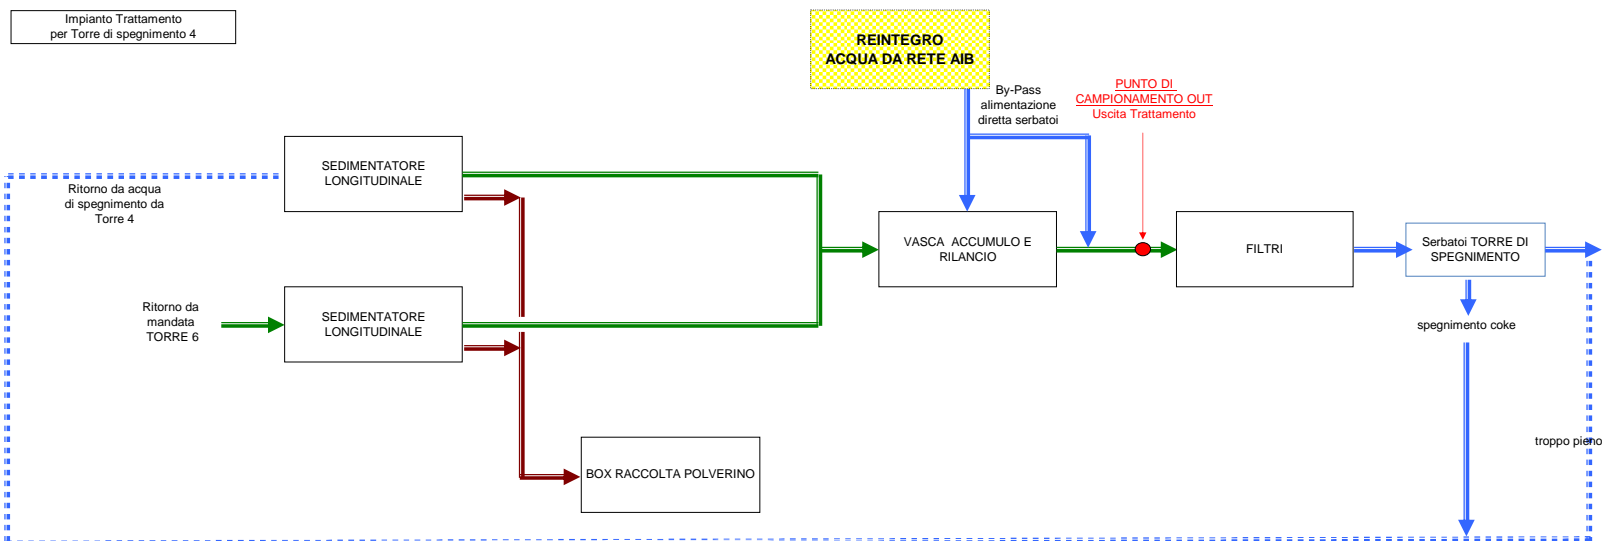 Impianto Trattamento
per Torre di spegnimento 4
REINTEGRO
ACQUA DA RETE AIB
By-Pass
alimentazione
diretta serbatoi
PUNTO DI
CAMPIONAMENTO OUT
Uscita Trattamento
SEDIMENTATORE
LONGITUDINALE
Ritorno da acqua
di spegnimento da
Torre 4
VASCA ACCUMULO E
RILANCIO
FILTRI
Serbatoi TORRE DI
SPEGNIMENTO
Ritorno da
mandata
TORRE 6
SEDIMENTATORE
LONGITUDINALE
spegnimento coke
troppo pieno
BOX RACCOLTA POLVERINO